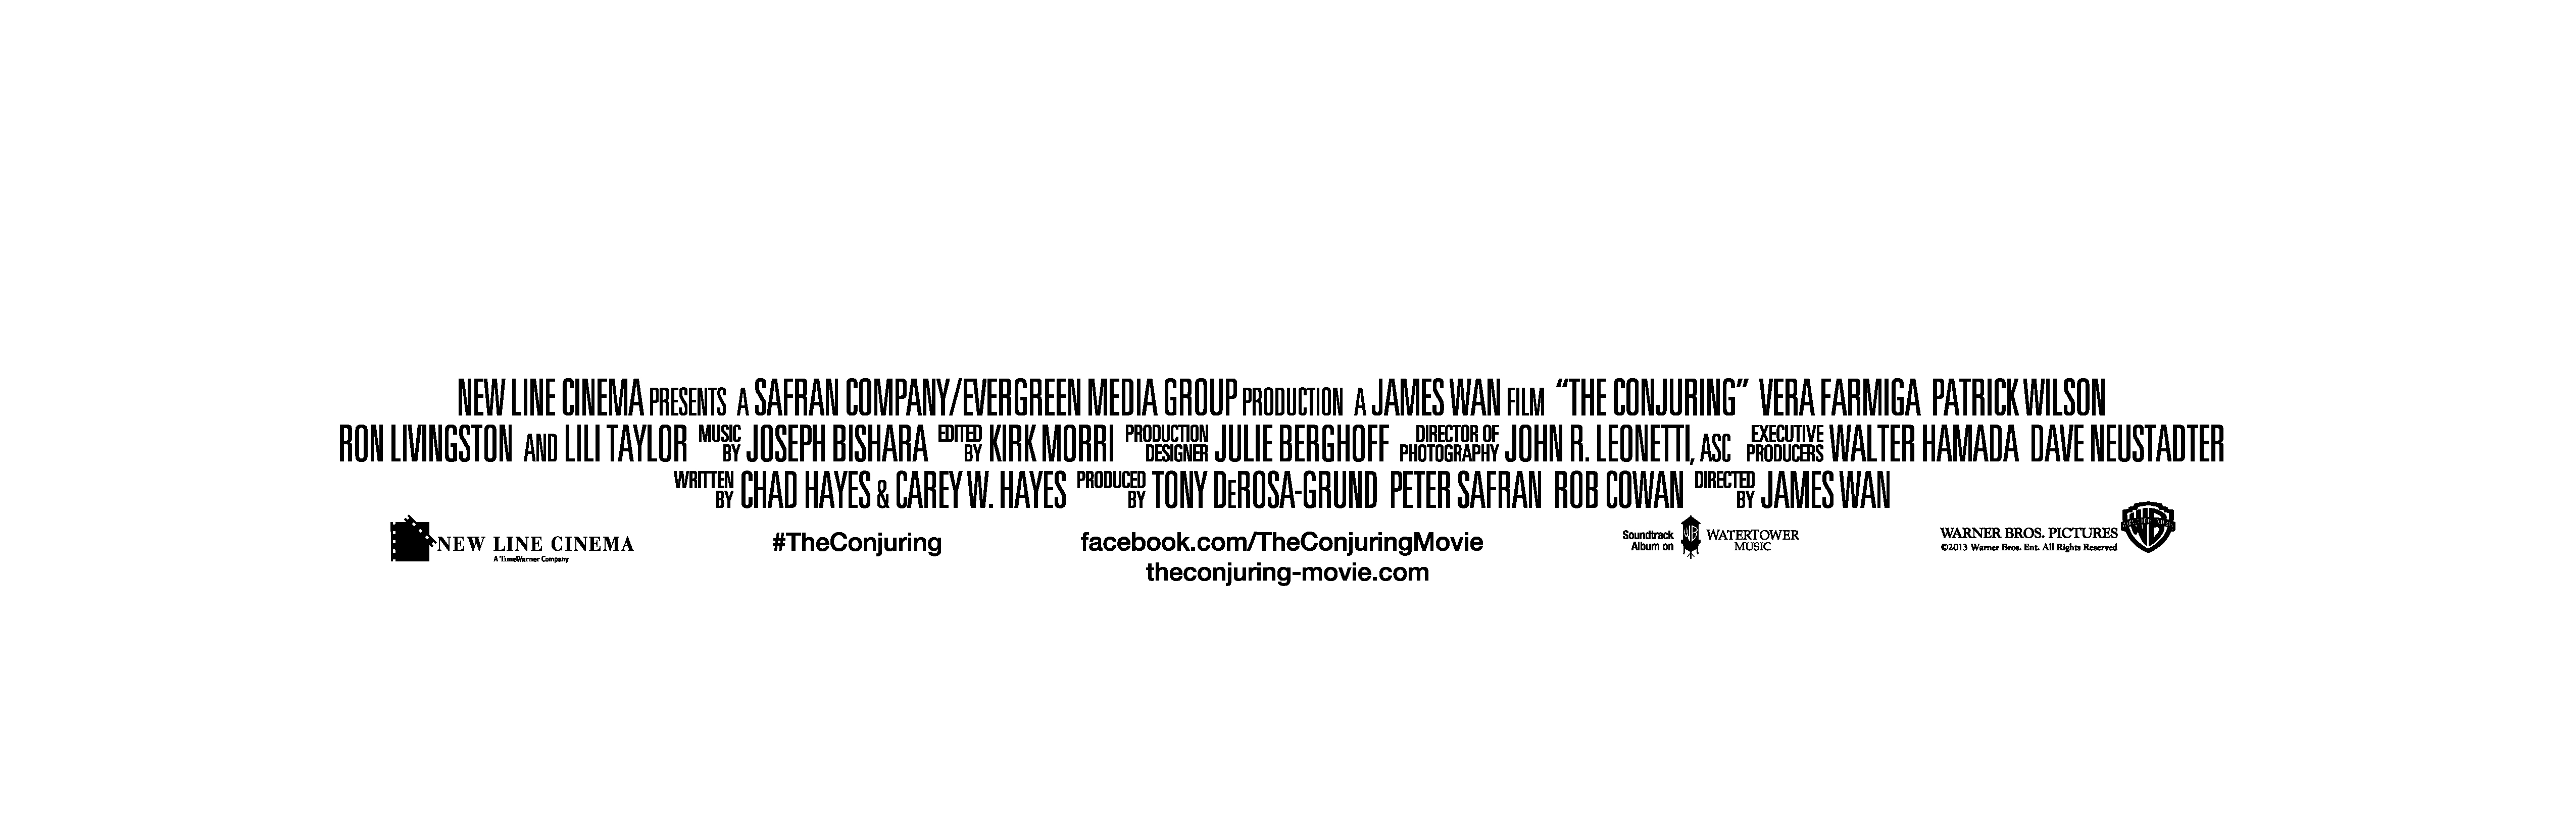 NEW LINE CINEMA PRESENTS A SAFRAN COMPANY/EVERGREEN MEDIA GROUP PRODUCTION A JAMES WAN FILM “THE CONJURING” VERA FARMIGA PATRICK WILSON
RON LIVINGSTON AND LILI TAYLOR MUSIC BY JOSEPH BISHARA EDITED BY KIRK MORRI PRODUCTION DESIGNER JULIE BERGHOFF DIRECTOR OF PHOTOGRAPHY JOHN R. LEONETTI, ASC EXECUTIVE PRODUCERS WALTER HAMADA DAVE NEUSTADTER
WRITTEN BY CHAD HAYES & CAREY W. HAYES PRODUCED BY TONY DEROSA-GRUND PETER SAFRAN ROB COWAN DIRECTED BY JAMES WAN
NEW LINE CINEMA
A TimeWarner Company
#TheConjuring
facebook.com/TheConjuringMovie
theconjuring-movie.com
Soundtrack
Album on
WB
WATERTOWER
MUSIC
WARNER BROS. PICTURES
©2013 Warner Bros. Ent. All Rights Reserved
WB